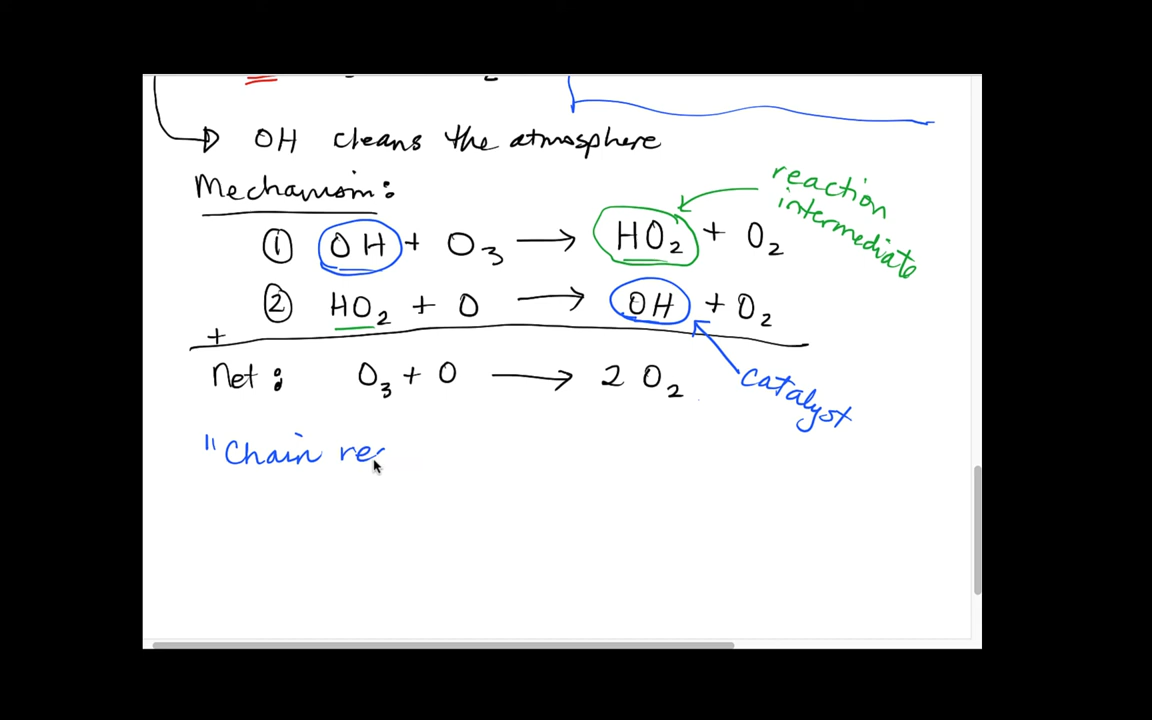 OH cleans the atmosphere
Mechanism:
reaction
intermediate
① OH + O₃ → HO₂ + O₂
② HO₂ + O → OH + O₂
+
Net: O₃ + O → 2 O₂
catalyst
"Chain re